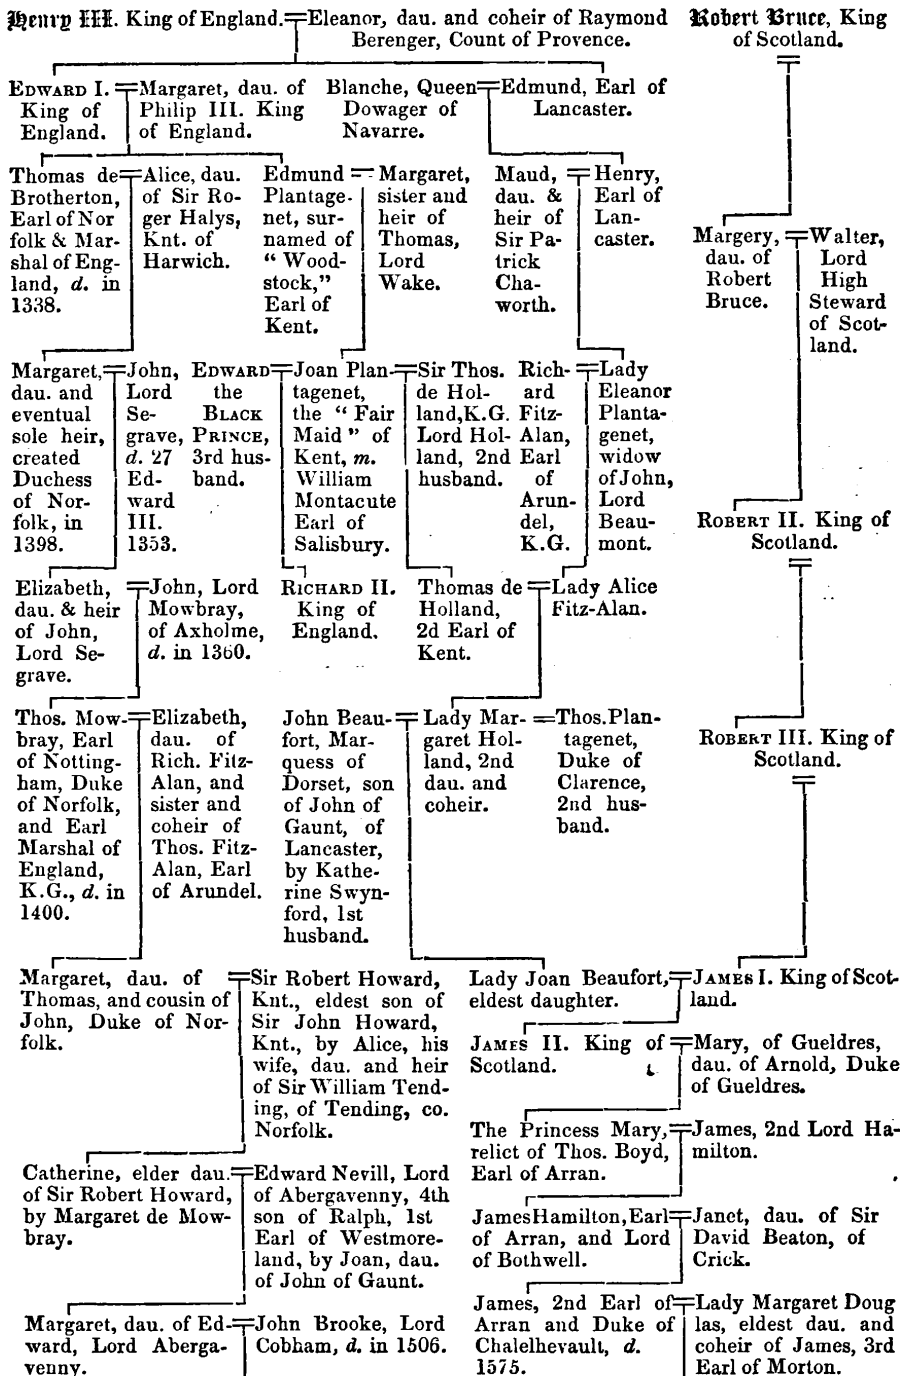 Henry III. King of England. Eleanor, dau. and coheir of Raymond
Berenger, Count of Provence.
Robert Bruce, King
of Scotland.
EDWARD I.
King of
England.
Margaret, dau. of
Philip III. King
of England.
Blanche, Queen
Dowager of
Navarre.
Edmund, Earl of
Lancaster.
Thomas de
Brotherton,
Earl of Nor
folk & Mar-
shal of Eng-
land, d. in
1338.
Alice, dau.
of Sir Ro-
ger Halys,
Knt. of
Harwich.
Edmund
Plantage-
net, sur-
named of
"Wood-
stock,"
Earl of
Kent.
Margaret,
sister and
heir of
Thomas,
Lord
Wake.
Maud,
dau. &
heir of
Sir Pa-
trick
Cha-
worth.
Henry,
Earl of
Lan-
caster.
Margery,
dau. of
Robert
Bruce.
Walter,
Lord
High
Steward
of Scot-
land.
Margaret,
dau. and
eventual
sole heir,
created
Duchess
of Nor-
folk, in
1398.
John,
Lord
Se-
grave,
d. 27
Ed-
ward
III.
1353.
EDWARD
the
BLACK
PRINCE,
3rd hus-
band.
Joan Plan-
tagenet,
the "Fair
Maid" of
Kent, m.
William
Montacute
Earl of
Salisbury.
Sir Thos.
de Hol-
land, K.G.
Lord Hol-
land, 2nd
husband.
Rich-
ard
Fitz-
Alan,
Earl
of
Arun-
del,
K.G.
Lady
Eleanor
Planta-
genet,
widow
of John,
Lord
Beau-
mont.
ROBERT II. King of
Scotland.
Elizabeth,
dau. & heir
of John,
Lord Se-
grave.
John, Lord
Mowbray,
of Axholme,
d. in 1360.
RICHARD II.
King of
England.
Thomas de
Holland,
2d Earl of
Kent.
Lady Alice
Fitz-Alan.
Thos. Mow-
bray, Earl
of Notting-
ham, Duke
of Norfolk,
and Earl
Marshal of
England,
K.G., d. in
1400.
Elizabeth,
dau. of
Rich. Fitz-
Alan, and
sister and
coheir of
Thos. Fitz-
Alan, Earl
of Arundel.
John Beau-
fort, Mar-
quess of
Dorset, son
of John of
Gaunt, of
Lancaster,
by Kathe-
rine Swyn-
ford, 1st
husband.
Lady Mar-
garet Hol-
land, 2nd
dau. and
coheir.
Thos. Plan-
tagenet,
Duke of
Clarence,
2nd hus-
band.
ROBERT III. King of
Scotland.
Margaret, dau. of
Thomas, and cousin of
John, Duke of Nor-
folk.
Sir Robert Howard,
Knt., eldest son of
Sir John Howard,
Knt., by Alice, his
wife, dau. and heir
of Sir William Tend-
ing, of Tending, co.
Norfolk.
Lady Joan Beaufort,
eldest daughter.
JAMES I. King of Scot-
land.
JAMES II. King of
Scotland.
Mary, of Gueldres,
dau. of Arnold, Duke
of Gueldres.
The Princess Mary,
relict of Thos. Boyd,
Earl of Arran.
James, 2nd Lord Ha-
milton.
Catherine, elder dau.
of Sir Robert Howard,
by Margaret de Mow-
bray.
Edward Nevill, Lord
of Abergavenny, 4th
son of Ralph, 1st
Earl of Westmore-
land, by Joan, dau.
of John of Gaunt.
James Hamilton, Earl
of Arran, and Lord
of Bothwell.
Janet, dau. of Sir
David Beaton, of
Crick.
Margaret, dau. of Ed-
ward, Lord Aberga-
venny.
John Brooke, Lord
Cobham, d. in 1506.
James, 2nd Earl of
Arran and Duke of
Chalelhevault, d.
1575.
Lady Margaret Doug
las, eldest dau. and
coheir of James, 3rd
Earl of Morton.